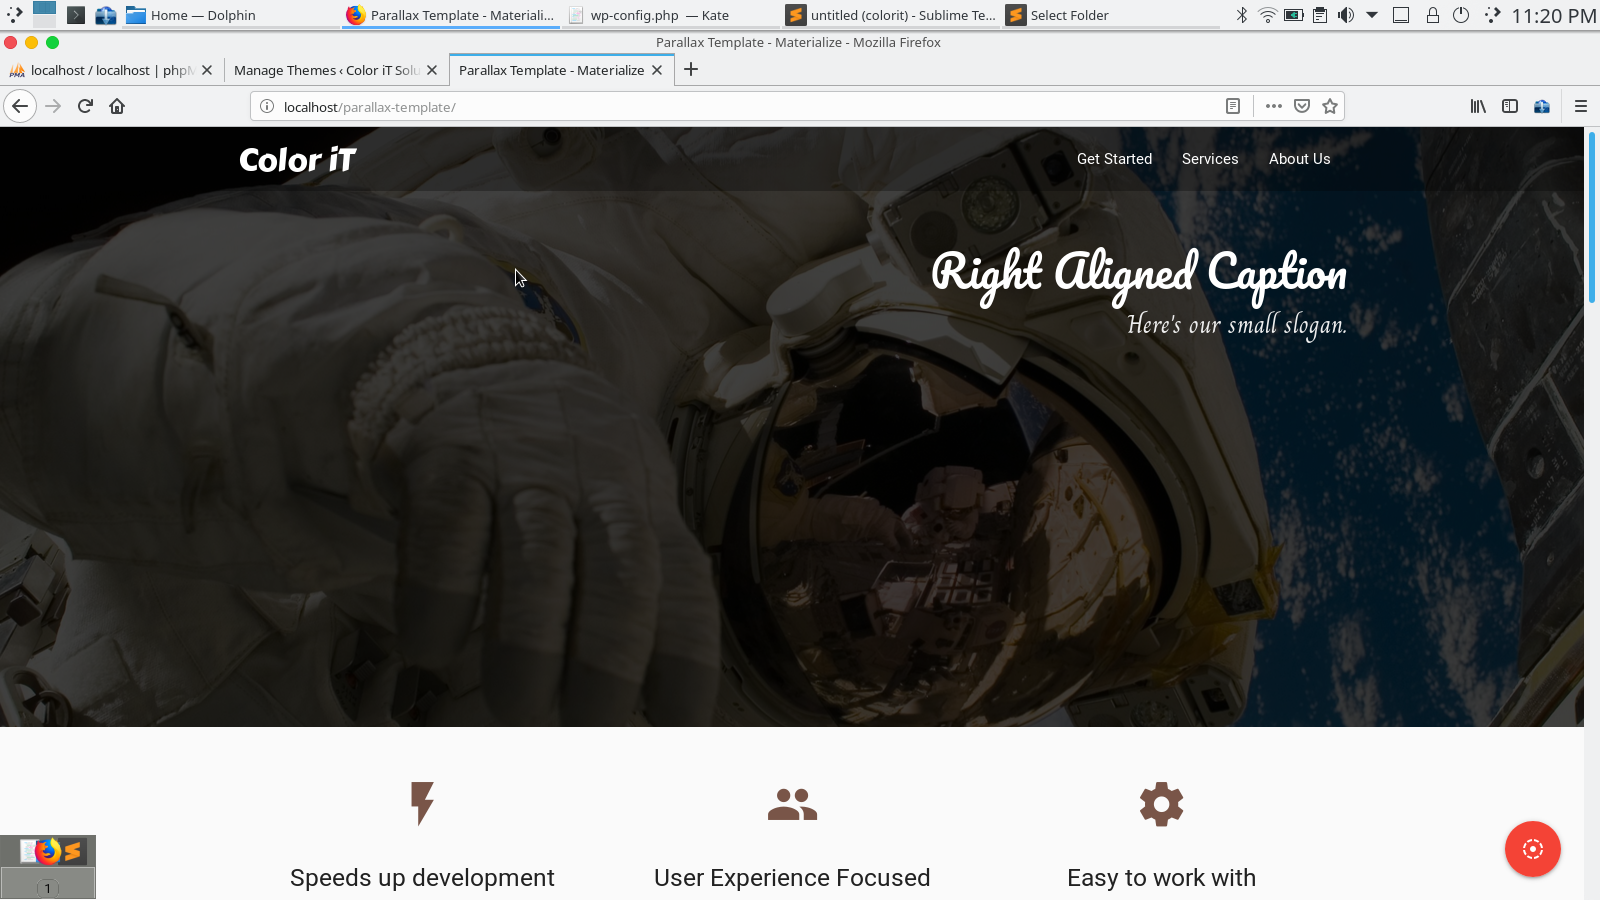 Home — Dolphin
Parallax Template - Materiali...
wp-config.php — Kate
untitled (colorit) - Sublime Te...
Select Folder
11:20 PM
Parallax Template - Materialize - Mozilla Firefox
localhost / localhost | phpM
Manage Themes ‹ Color iT Solu
Parallax Template - Materialize
localhost/parallax-template/
Color iT
Get Started
Services
About Us
Right Aligned Caption
Here's our small slogan.
Speeds up development
User Experience Focused
Easy to work with
1